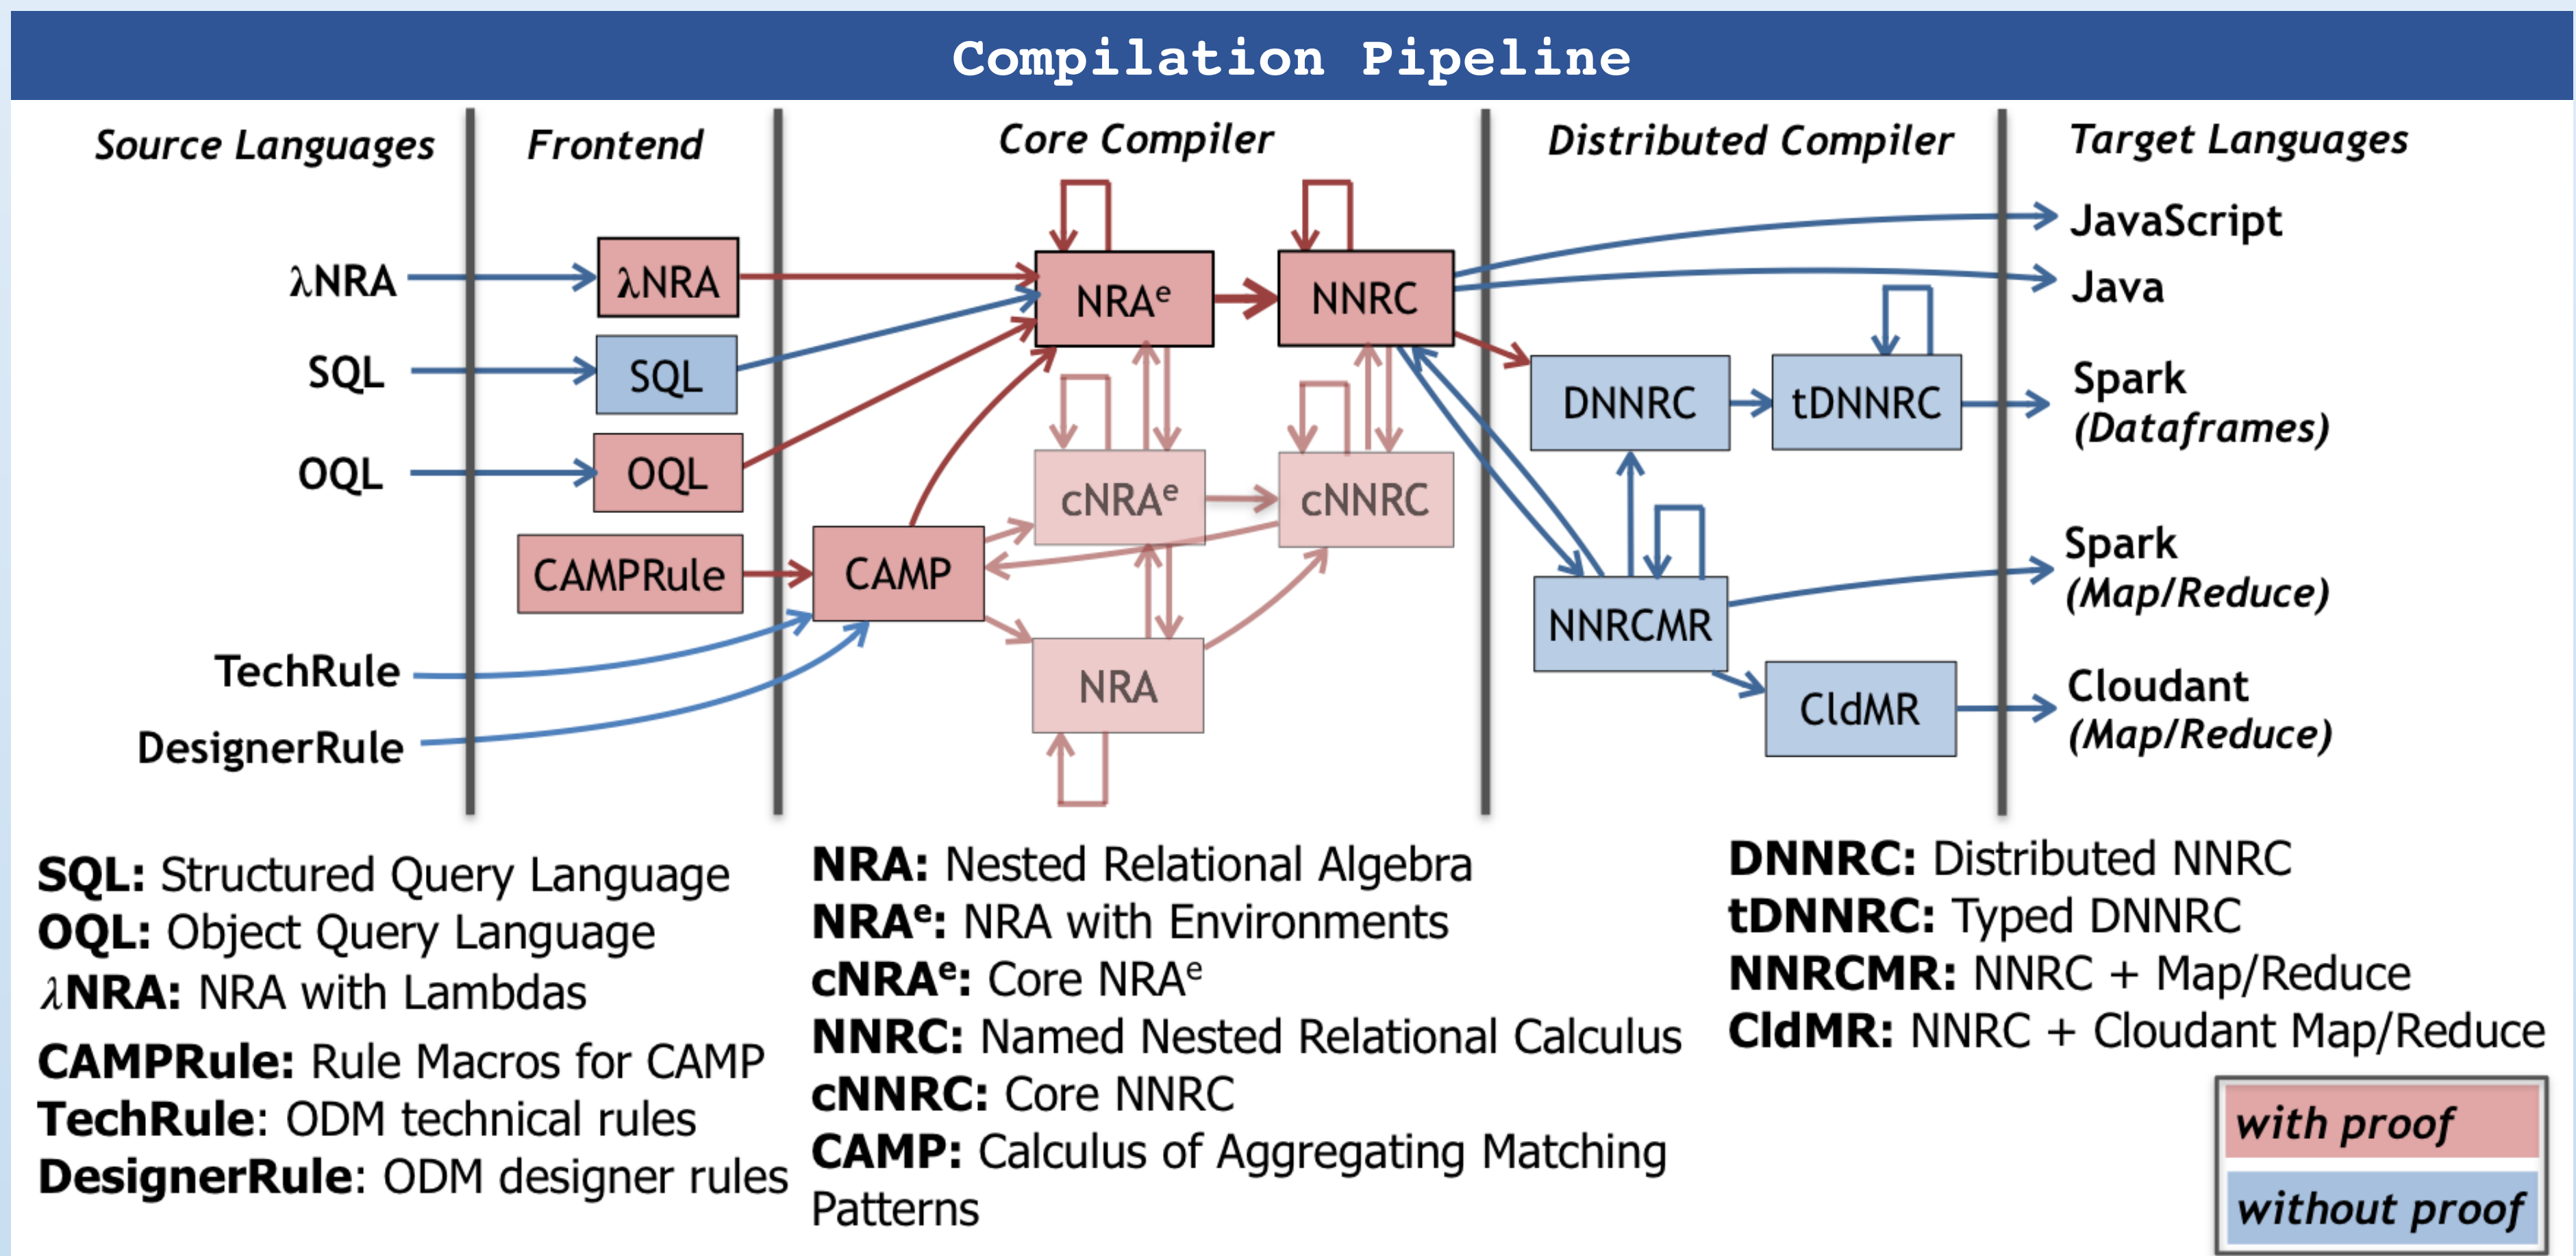 Compilation Pipeline
Source Languages
Frontend
Core Compiler
Distributed Compiler
Target Languages
λNRA
SQL
OQL
TechRule
DesignerRule
λNRA
SQL
OQL
CAMPRule
NRAᵉ
NNRC
cNRAᵉ
cNNRC
CAMP
NRA
DNNRC
tDNNRC
NNRCMR
CldMR
JavaScript
Java
Spark
(Dataframes)
Spark
(Map/Reduce)
Cloudant
(Map/Reduce)
SQL: Structured Query Language
OQL: Object Query Language
λNRA: NRA with Lambdas
CAMPRule: Rule Macros for CAMP
TechRule: ODM technical rules
DesignerRule: ODM designer rules
NRA: Nested Relational Algebra
NRAᵉ: NRA with Environments
cNRAᵉ: Core NRAᵉ
NNRC: Named Nested Relational Calculus
cNNRC: Core NNRC
CAMP: Calculus of Aggregating Matching
Patterns
DNNRC: Distributed NNRC
tDNNRC: Typed DNNRC
NNRCMR: NNRC + Map/Reduce
CldMR: NNRC + Cloudant Map/Reduce
with proof
without proof